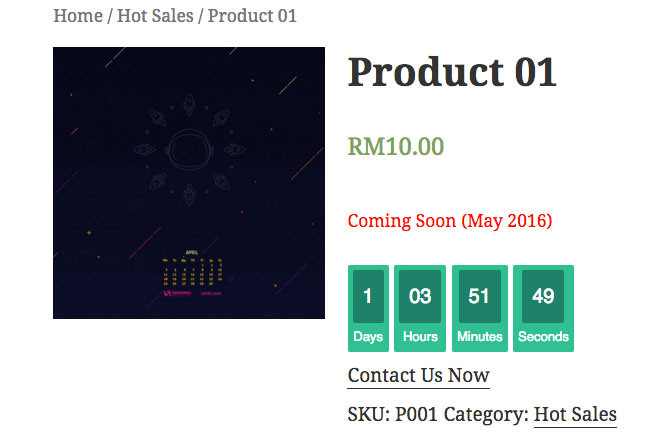 Home / Hot Sales / Product 01
Product 01
RM10.00
Coming Soon (May 2016)
1 03 51 49
Days Hours Minutes Seconds
Contact Us Now
SKU: P001 Category: Hot Sales
APRIL